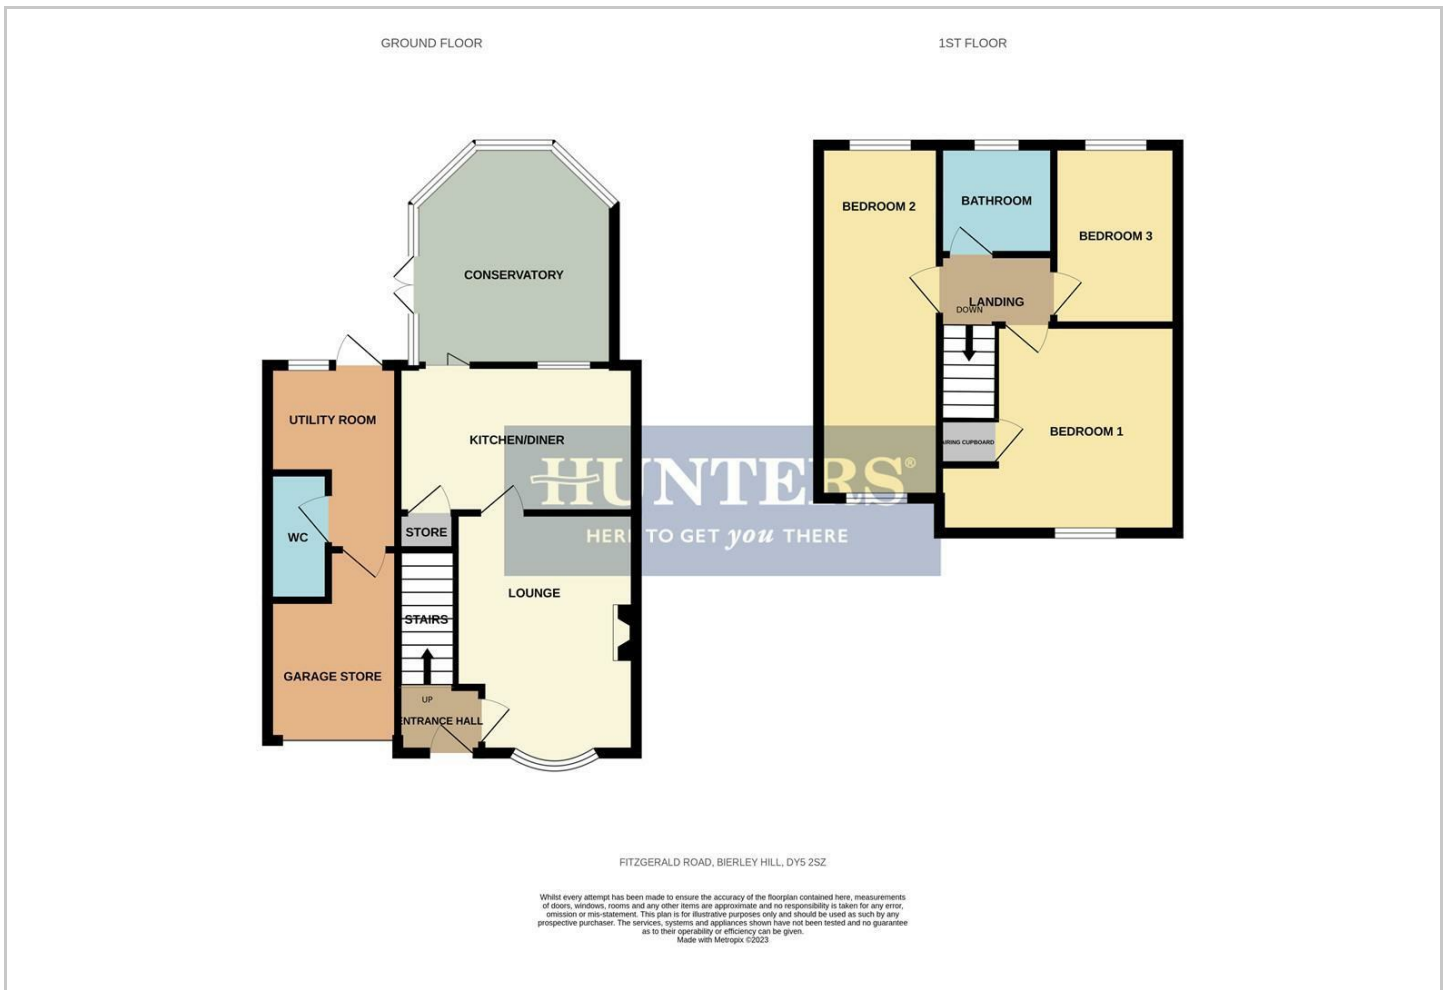 GROUND FLOOR
1ST FLOOR
CONSERVATORY
UTILITY ROOM
KITCHEN/DINER
WC
STORE
LOUNGE
STAIRS
GARAGE STORE
UP
ENTRANCE HALL
BEDROOM 2
BATHROOM
BEDROOM 3
LANDING
DOWN
BEDROOM 1
AIRING CUPBOARD
HUNTERS®
HERE TO GET you THERE
FITZGERALD ROAD, BIERLEY HILL, DY5 2SZ
Whilst every attempt has been made to ensure the accuracy of the floorplan contained here, measurements
of doors, windows, rooms and any other items are approximate and no responsibility is taken for any error,
omission or mis-statement. This plan is for illustrative purposes only and should be used as such by any
prospective purchaser. The services, systems and appliances shown have not been tested and no guarantee
as to their operability or efficiency can be given.
Made with Metropix ©2023